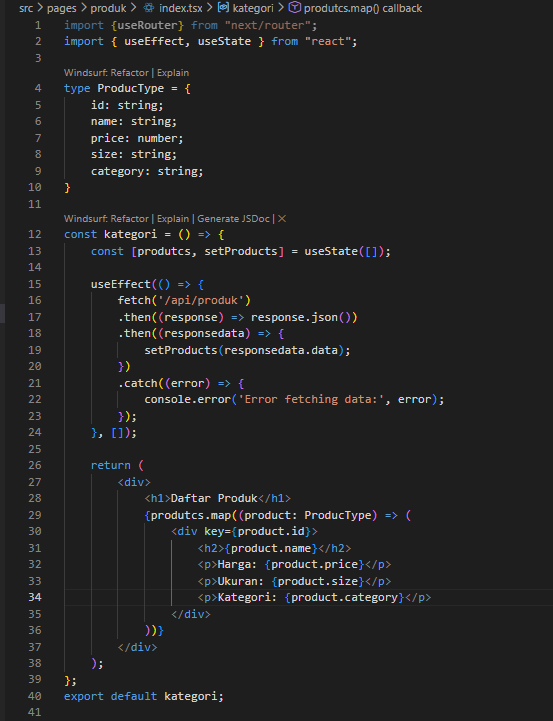 src > pages > produk > index.tsx > kategori > produtcs.map() callback
1 import {useRouter} from "next/router";
2 import { useEffect, useState } from "react";
3
Windsurf: Refactor | Explain
4 type ProducType = {
5 id: string;
6 name: string;
7 price: number;
8 size: string;
9 category: string;
10 }
11
Windsurf: Refactor | Explain | Generate JSDoc | ×
12 const kategori = () => {
13 const [produtcs, setProducts] = useState([]);
14
15 useEffect(() => {
16 fetch('/api/produk')
17 .then((response) => response.json())
18 .then((responsedata) => {
19 setProducts(responsedata.data);
20 })
21 .catch((error) => {
22 console.error('Error fetching data:', error);
23 });
24 }, []);
25
26 return (
27 <div>
28 <h1>Daftar Produk</h1>
29 {produtcs.map((product: ProducType) => (
30 <div key={product.id}>
31 <h2>{product.name}</h2>
32 <p>Harga: {product.price}</p>
33 <p>Ukuran: {product.size}</p>
34 <p>Kategori: {product.category}</p>
35 </div>
36 ))}
37 </div>
38 );
39 };
40 export default kategori;
41